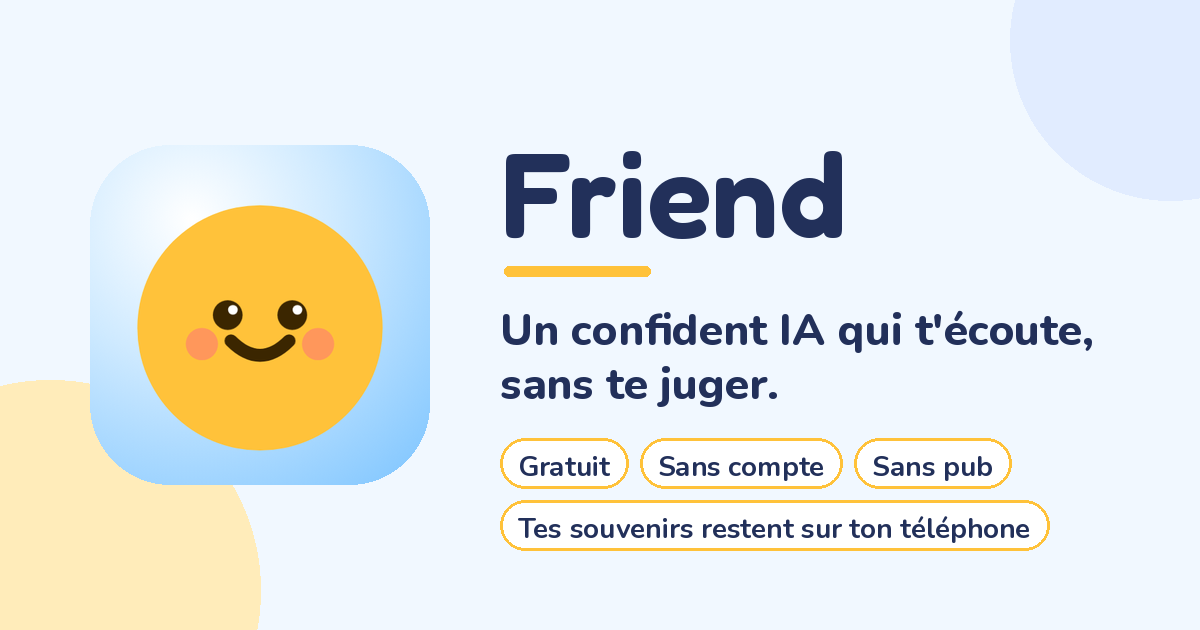 Friend
Un confident IA qui t'écoute,
sans te juger.
Gratuit
Sans compte
Sans pub
Tes souvenirs restent sur ton téléphone